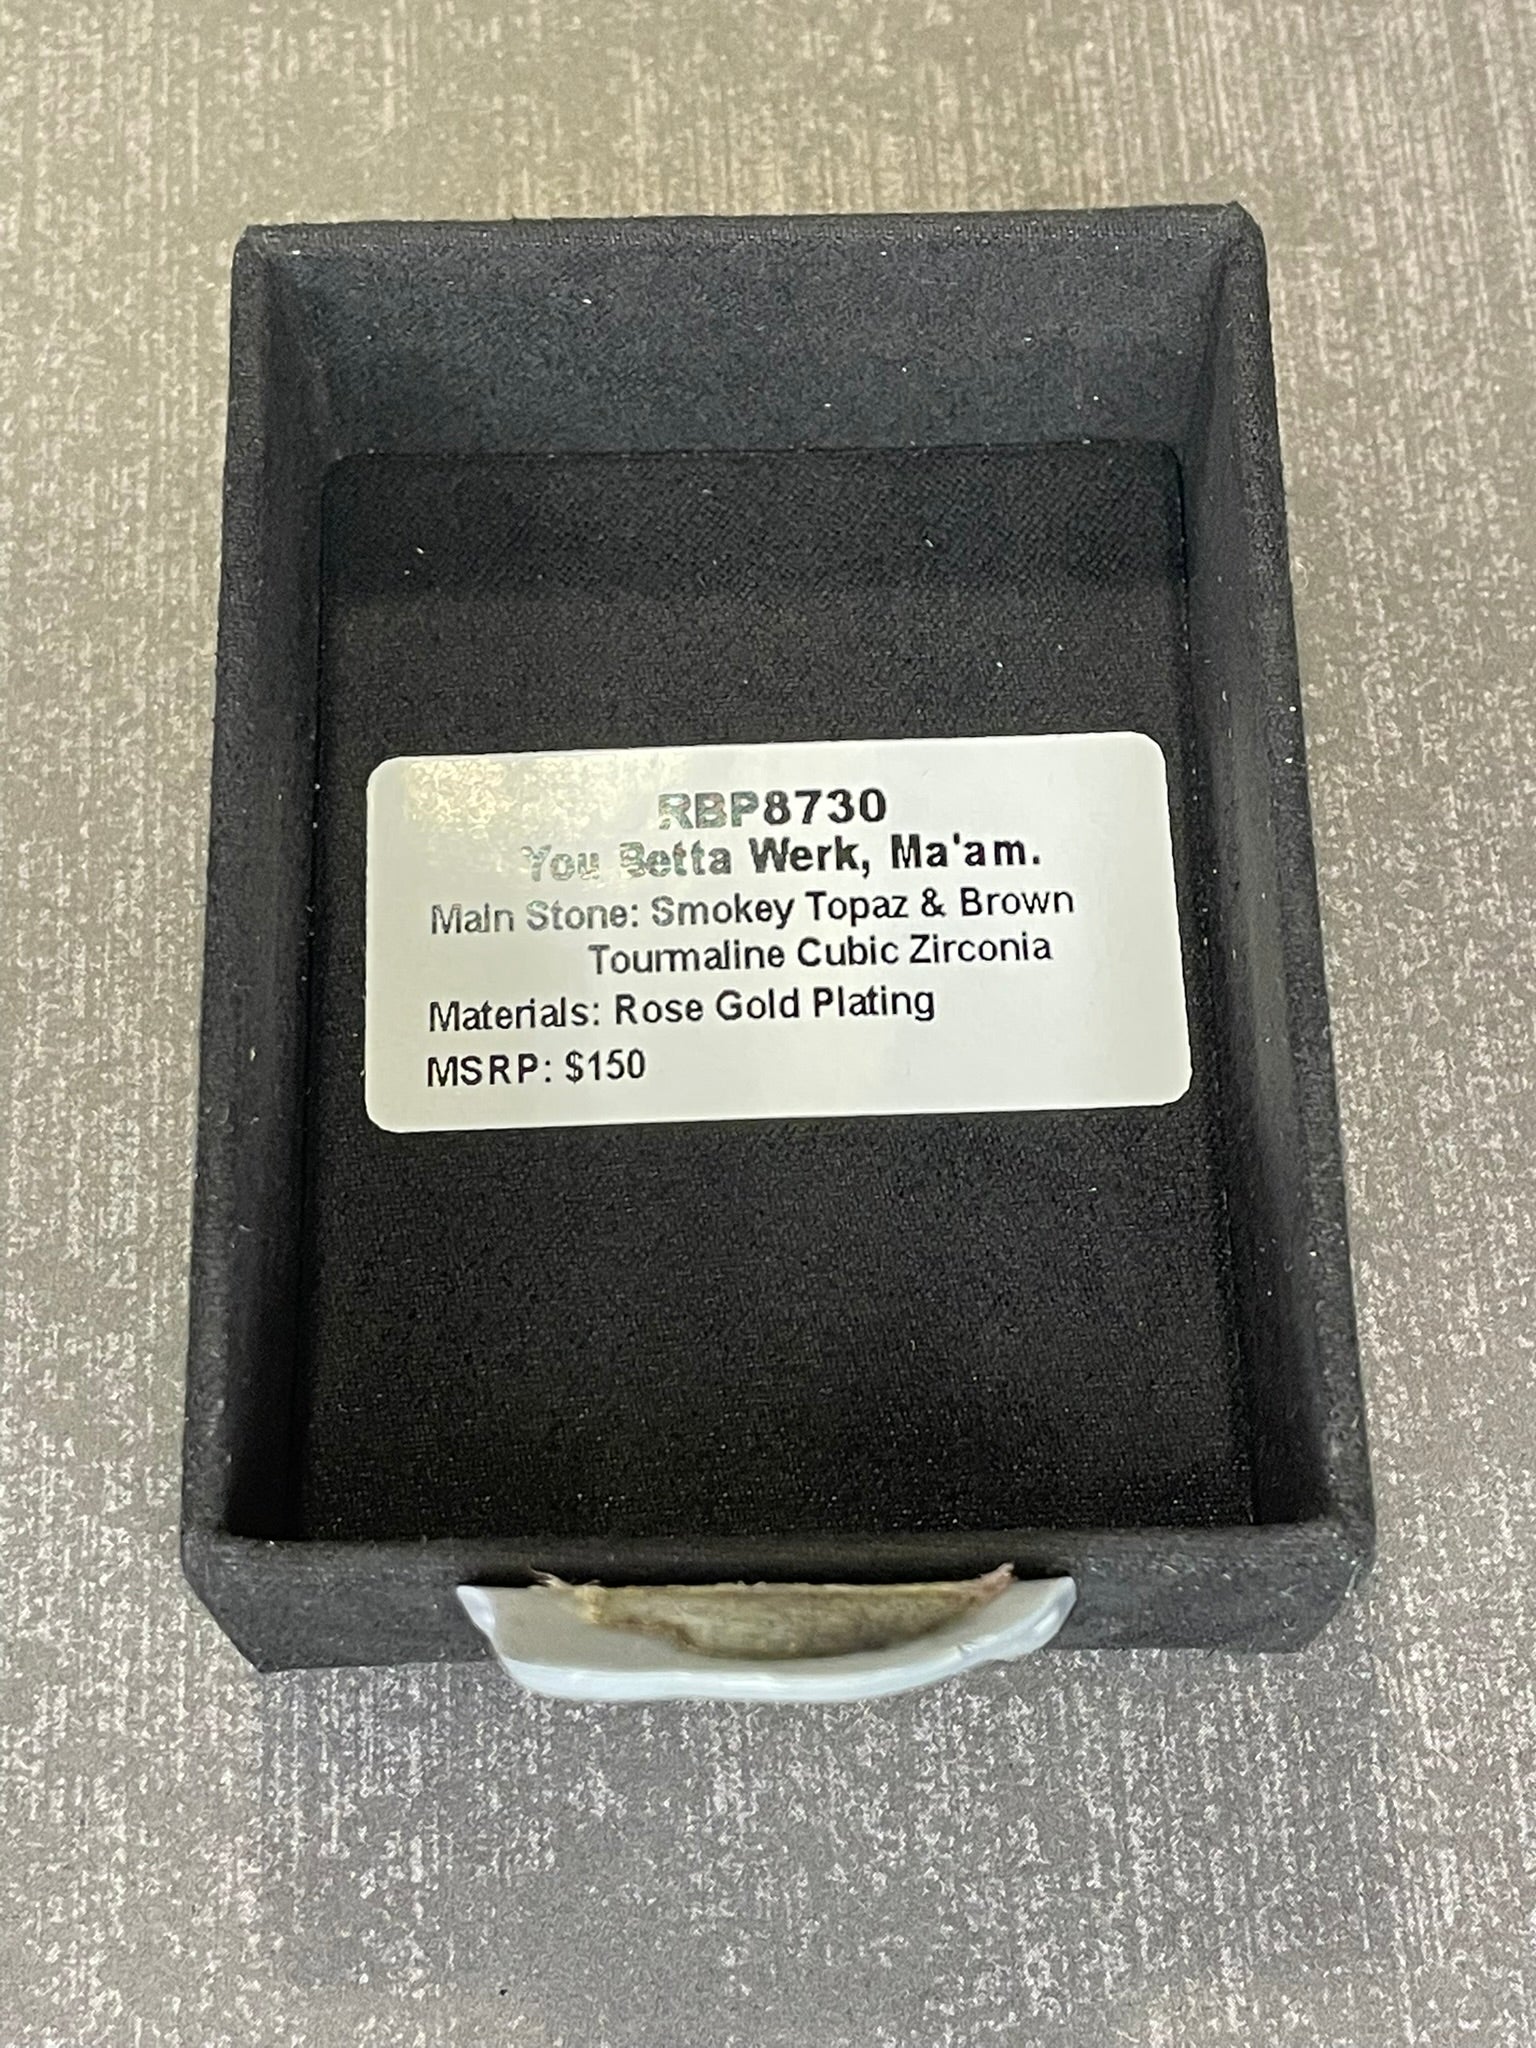 RBP8730
You Betta Werk, Ma'am.
Main Stone: Smokey Topaz & Brown
Tourmaline Cubic Zirconia
Materials: Rose Gold Plating
MSRP: $150